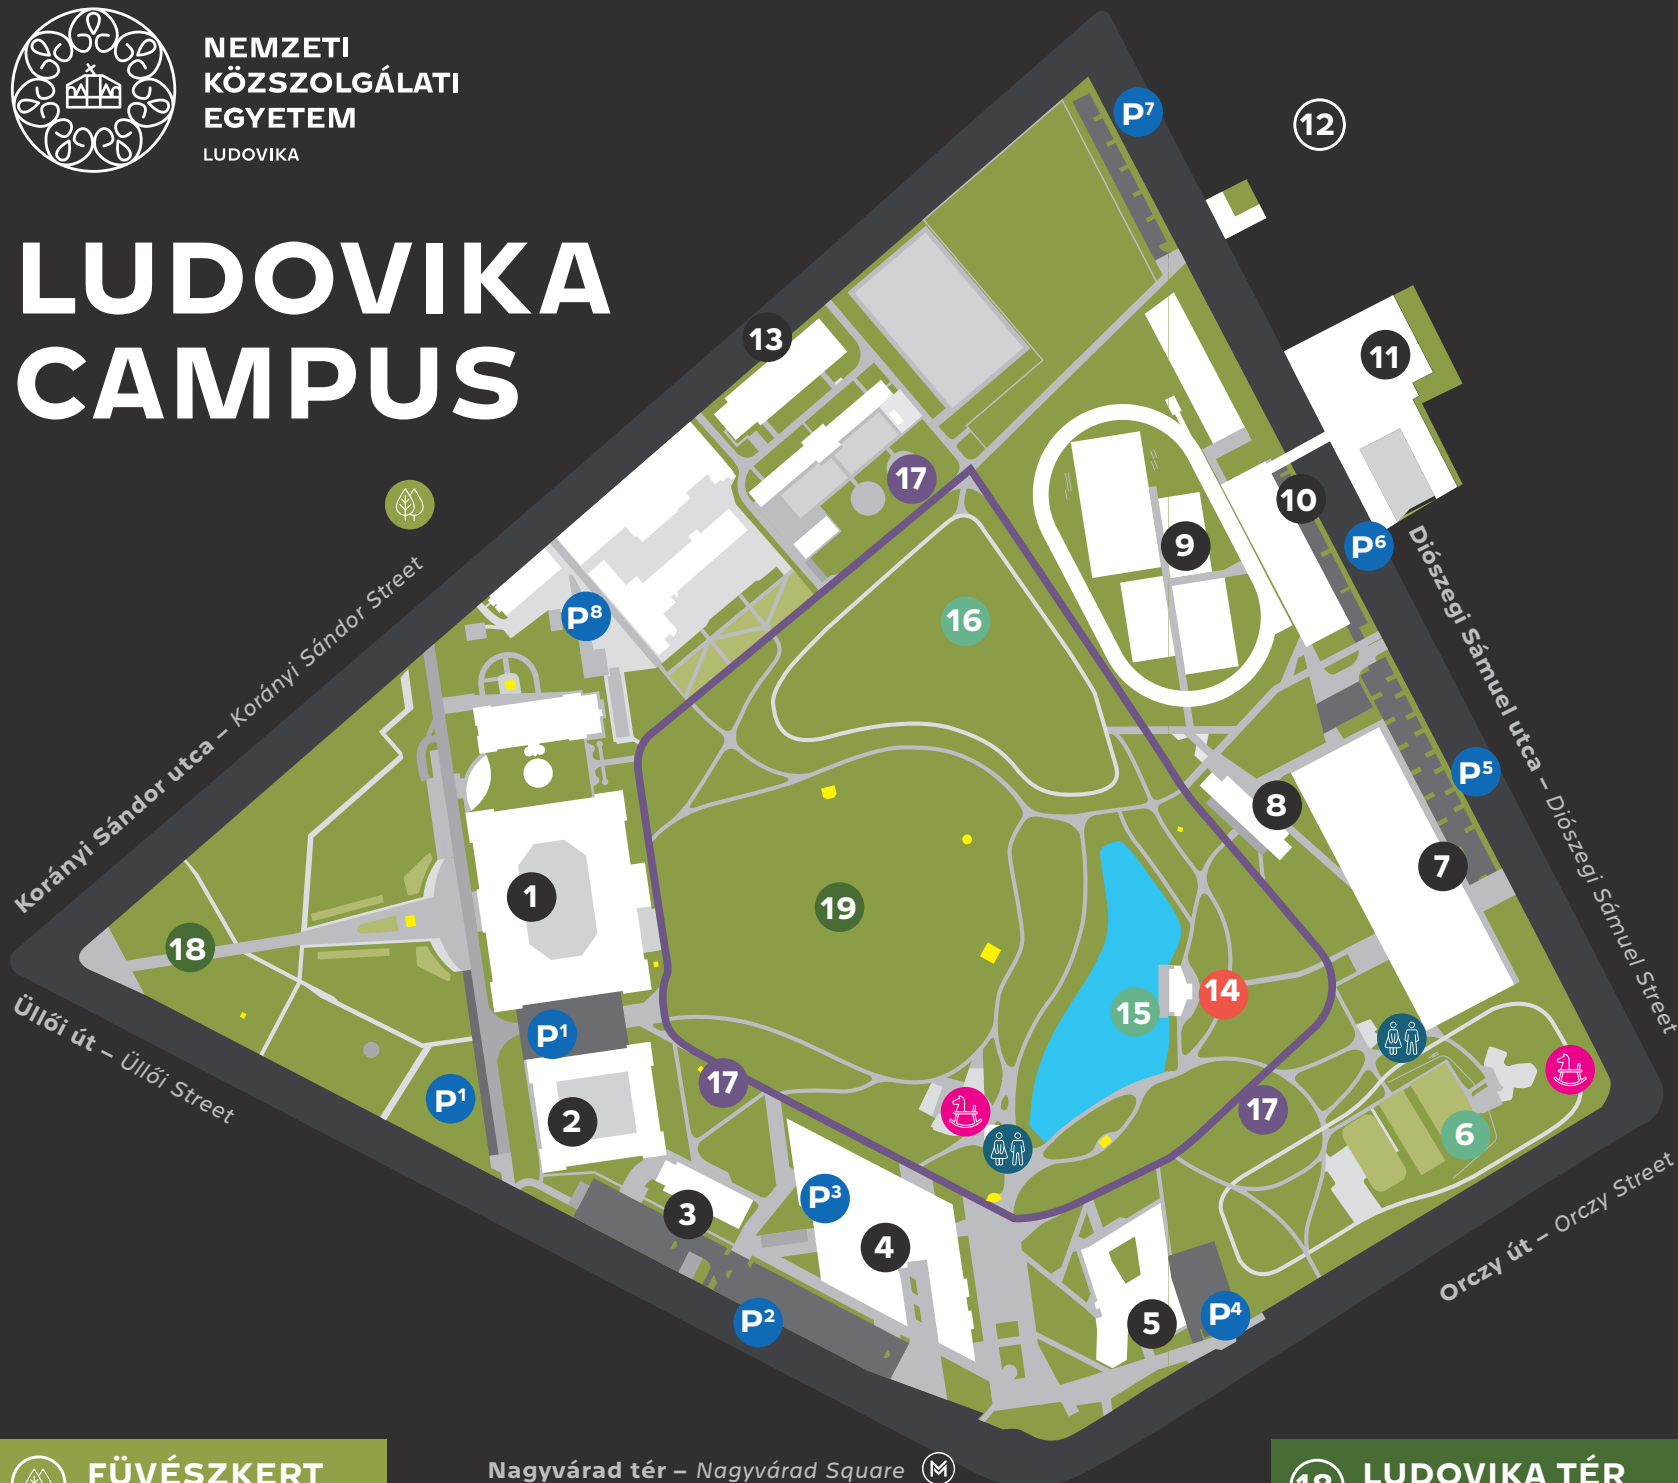 NEMZETI
KÖZSZOLGÁLATI
EGYETEM
LUDOVIKA
LUDOVIKA
CAMPUS
P7
12
13
11
17
10
P6
9
P8
16
Korányi Sándor utca – Korányi Sándor Street
Diószegi Sámuel utca – Diószegi Sámuel Street
P5
8
7
1
19
18
14
15
P1
Üllői út – Üllői Street
P1
17
2
17
6
P3
3
4
Orczy út – Orczy Street
P2
5
P4
FÜVÉSZKERT
Nagyvárad tér – Nagyvárad Square M
18 LUDOVIKA TÉR